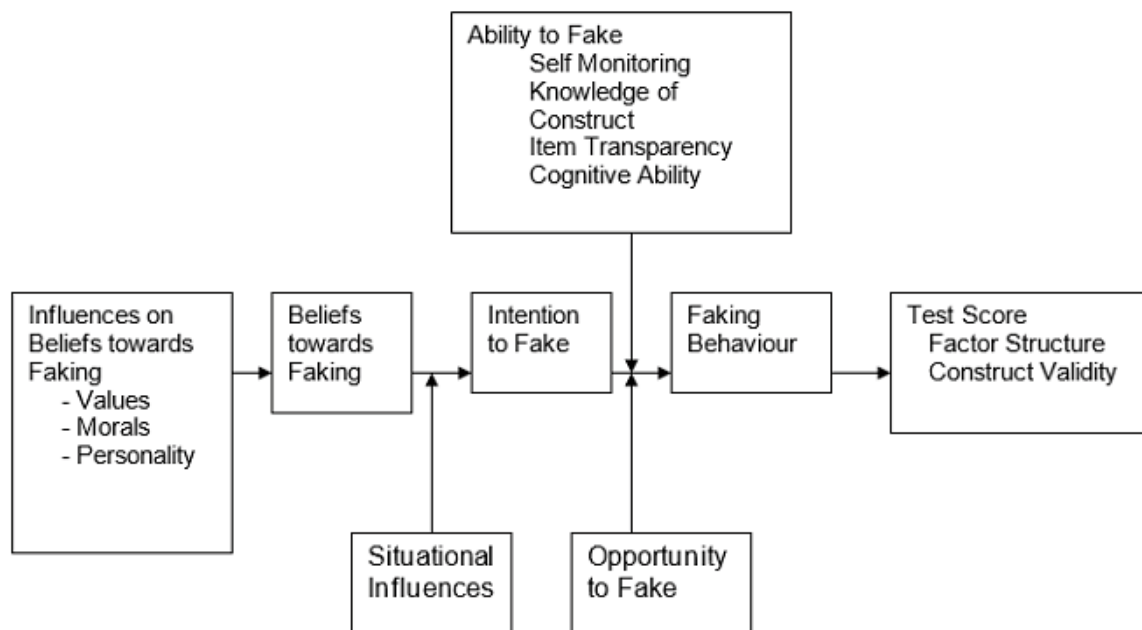 Ability to Fake
Self Monitoring
Knowledge of
Construct
Item Transparency
Cognitive Ability
Influences on
Beliefs towards
Faking
- Values
- Morals
- Personality
Beliefs
towards
Faking
Intention
to Fake
Faking
Behaviour
Test Score
Factor Structure
Construct Validity
Situational
Influences
Opportunity
to Fake